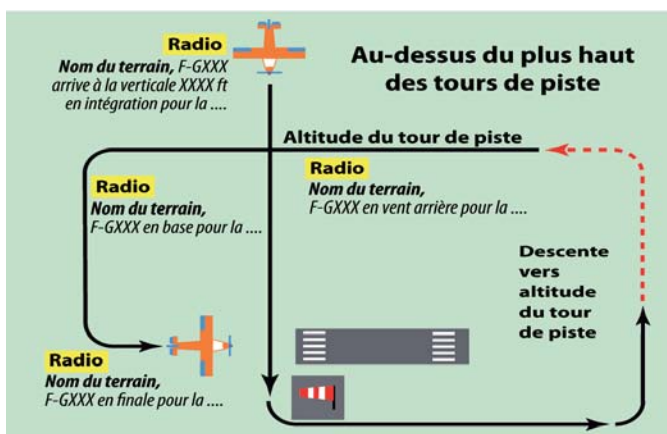 Radio
Nom du terrain, F-GXXX
arrive à la verticale XXXX ft
en intégration pour la ....
Au-dessus du plus haut
des tours de piste
Altitude du tour de piste
Radio
Nom du terrain,
F-GXXX en base pour la ....
Radio
Nom du terrain,
F-GXXX en vent arrière pour la ....
Descente
vers
altitude
du tour
de piste
Radio
Nom du terrain,
F-GXXX en finale pour la ....